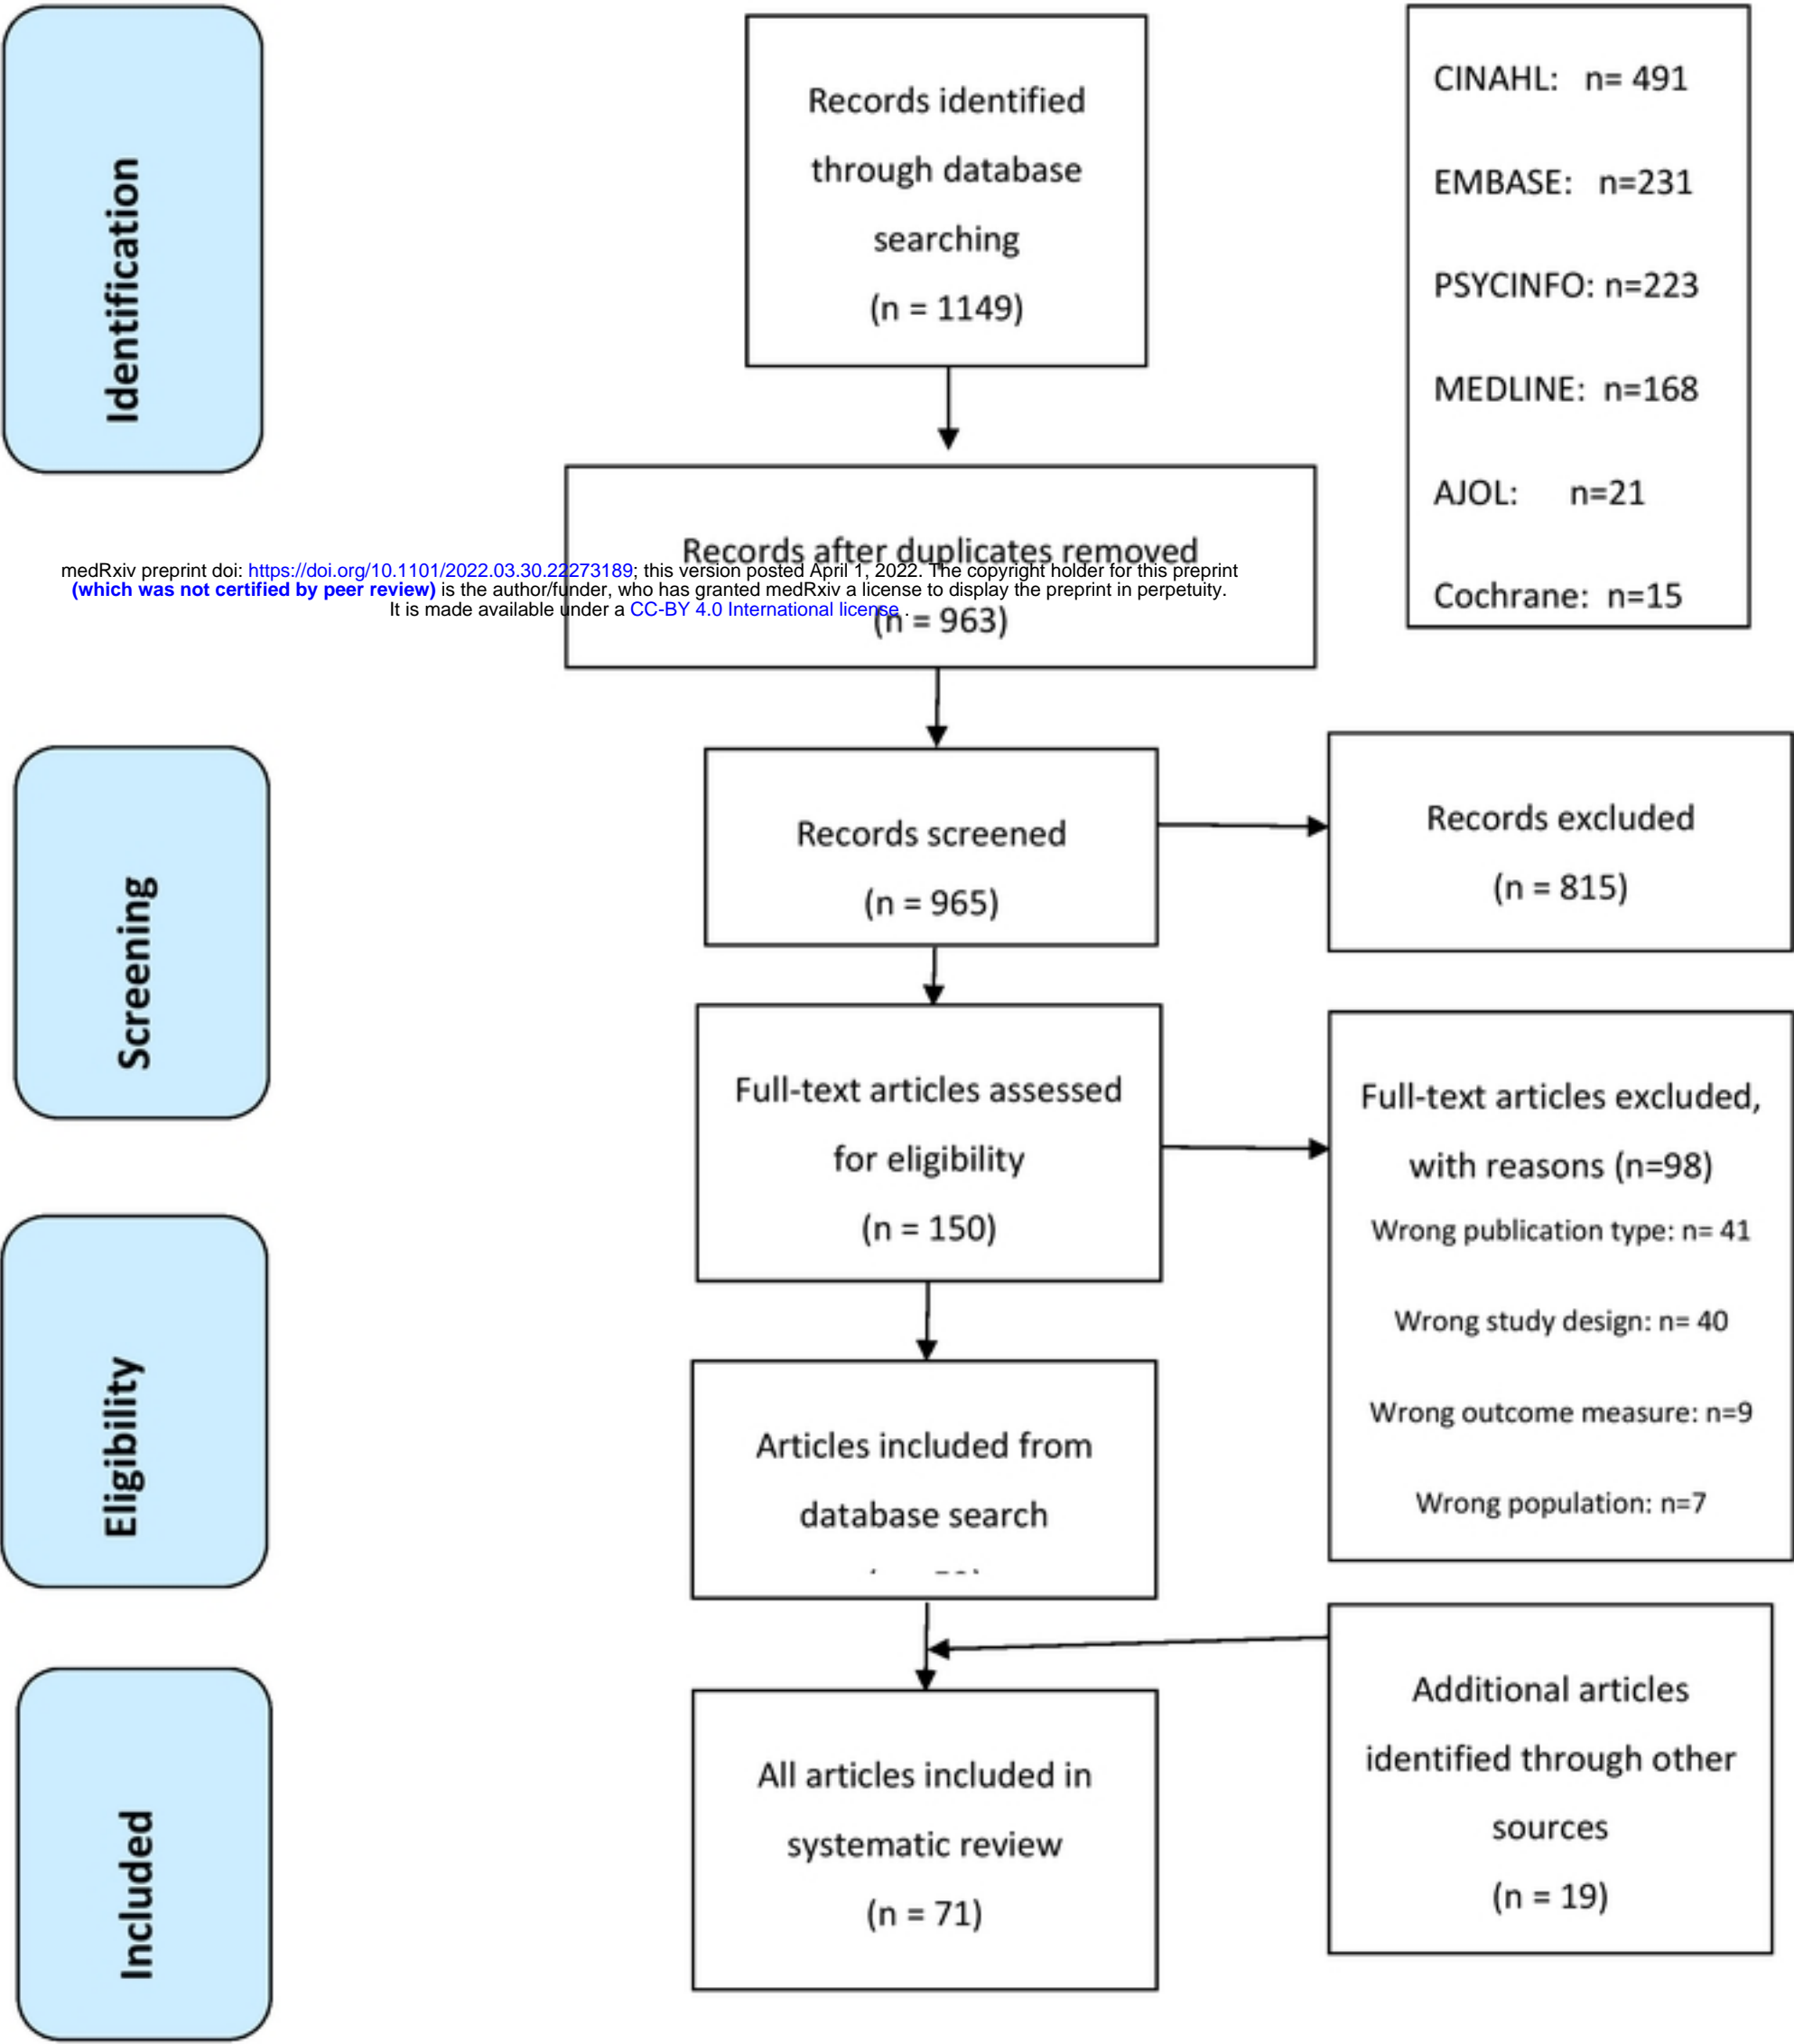 Identification
Records identified
through database
searching
(n = 1149)
CINAHL: n= 491
EMBASE: n=231
PSYCINFO: n=223
MEDLINE: n=168
AJOL: n=21
Cochrane: n=15
Records after duplicates removed
(n = 963)
medRxiv preprint doi: https://doi.org/10.1101/2022.03.30.22273189; this version posted April 1, 2022. The copyright holder for this preprint
(which was not certified by peer review) is the author/funder, who has granted medRxiv a license to display the preprint in perpetuity.
It is made available under a CC-BY 4.0 International license .
Screening
Records screened
(n = 965)
Records excluded
(n = 815)
Full-text articles assessed
for eligibility
(n = 150)
Full-text articles excluded,
with reasons (n=98)
Wrong publication type: n= 41
Wrong study design: n= 40
Wrong outcome measure: n=9
Wrong population: n=7
Eligibility
Articles included from
database search
Included
All articles included in
systematic review
(n = 71)
Additional articles
identified through other
sources
(n = 19)